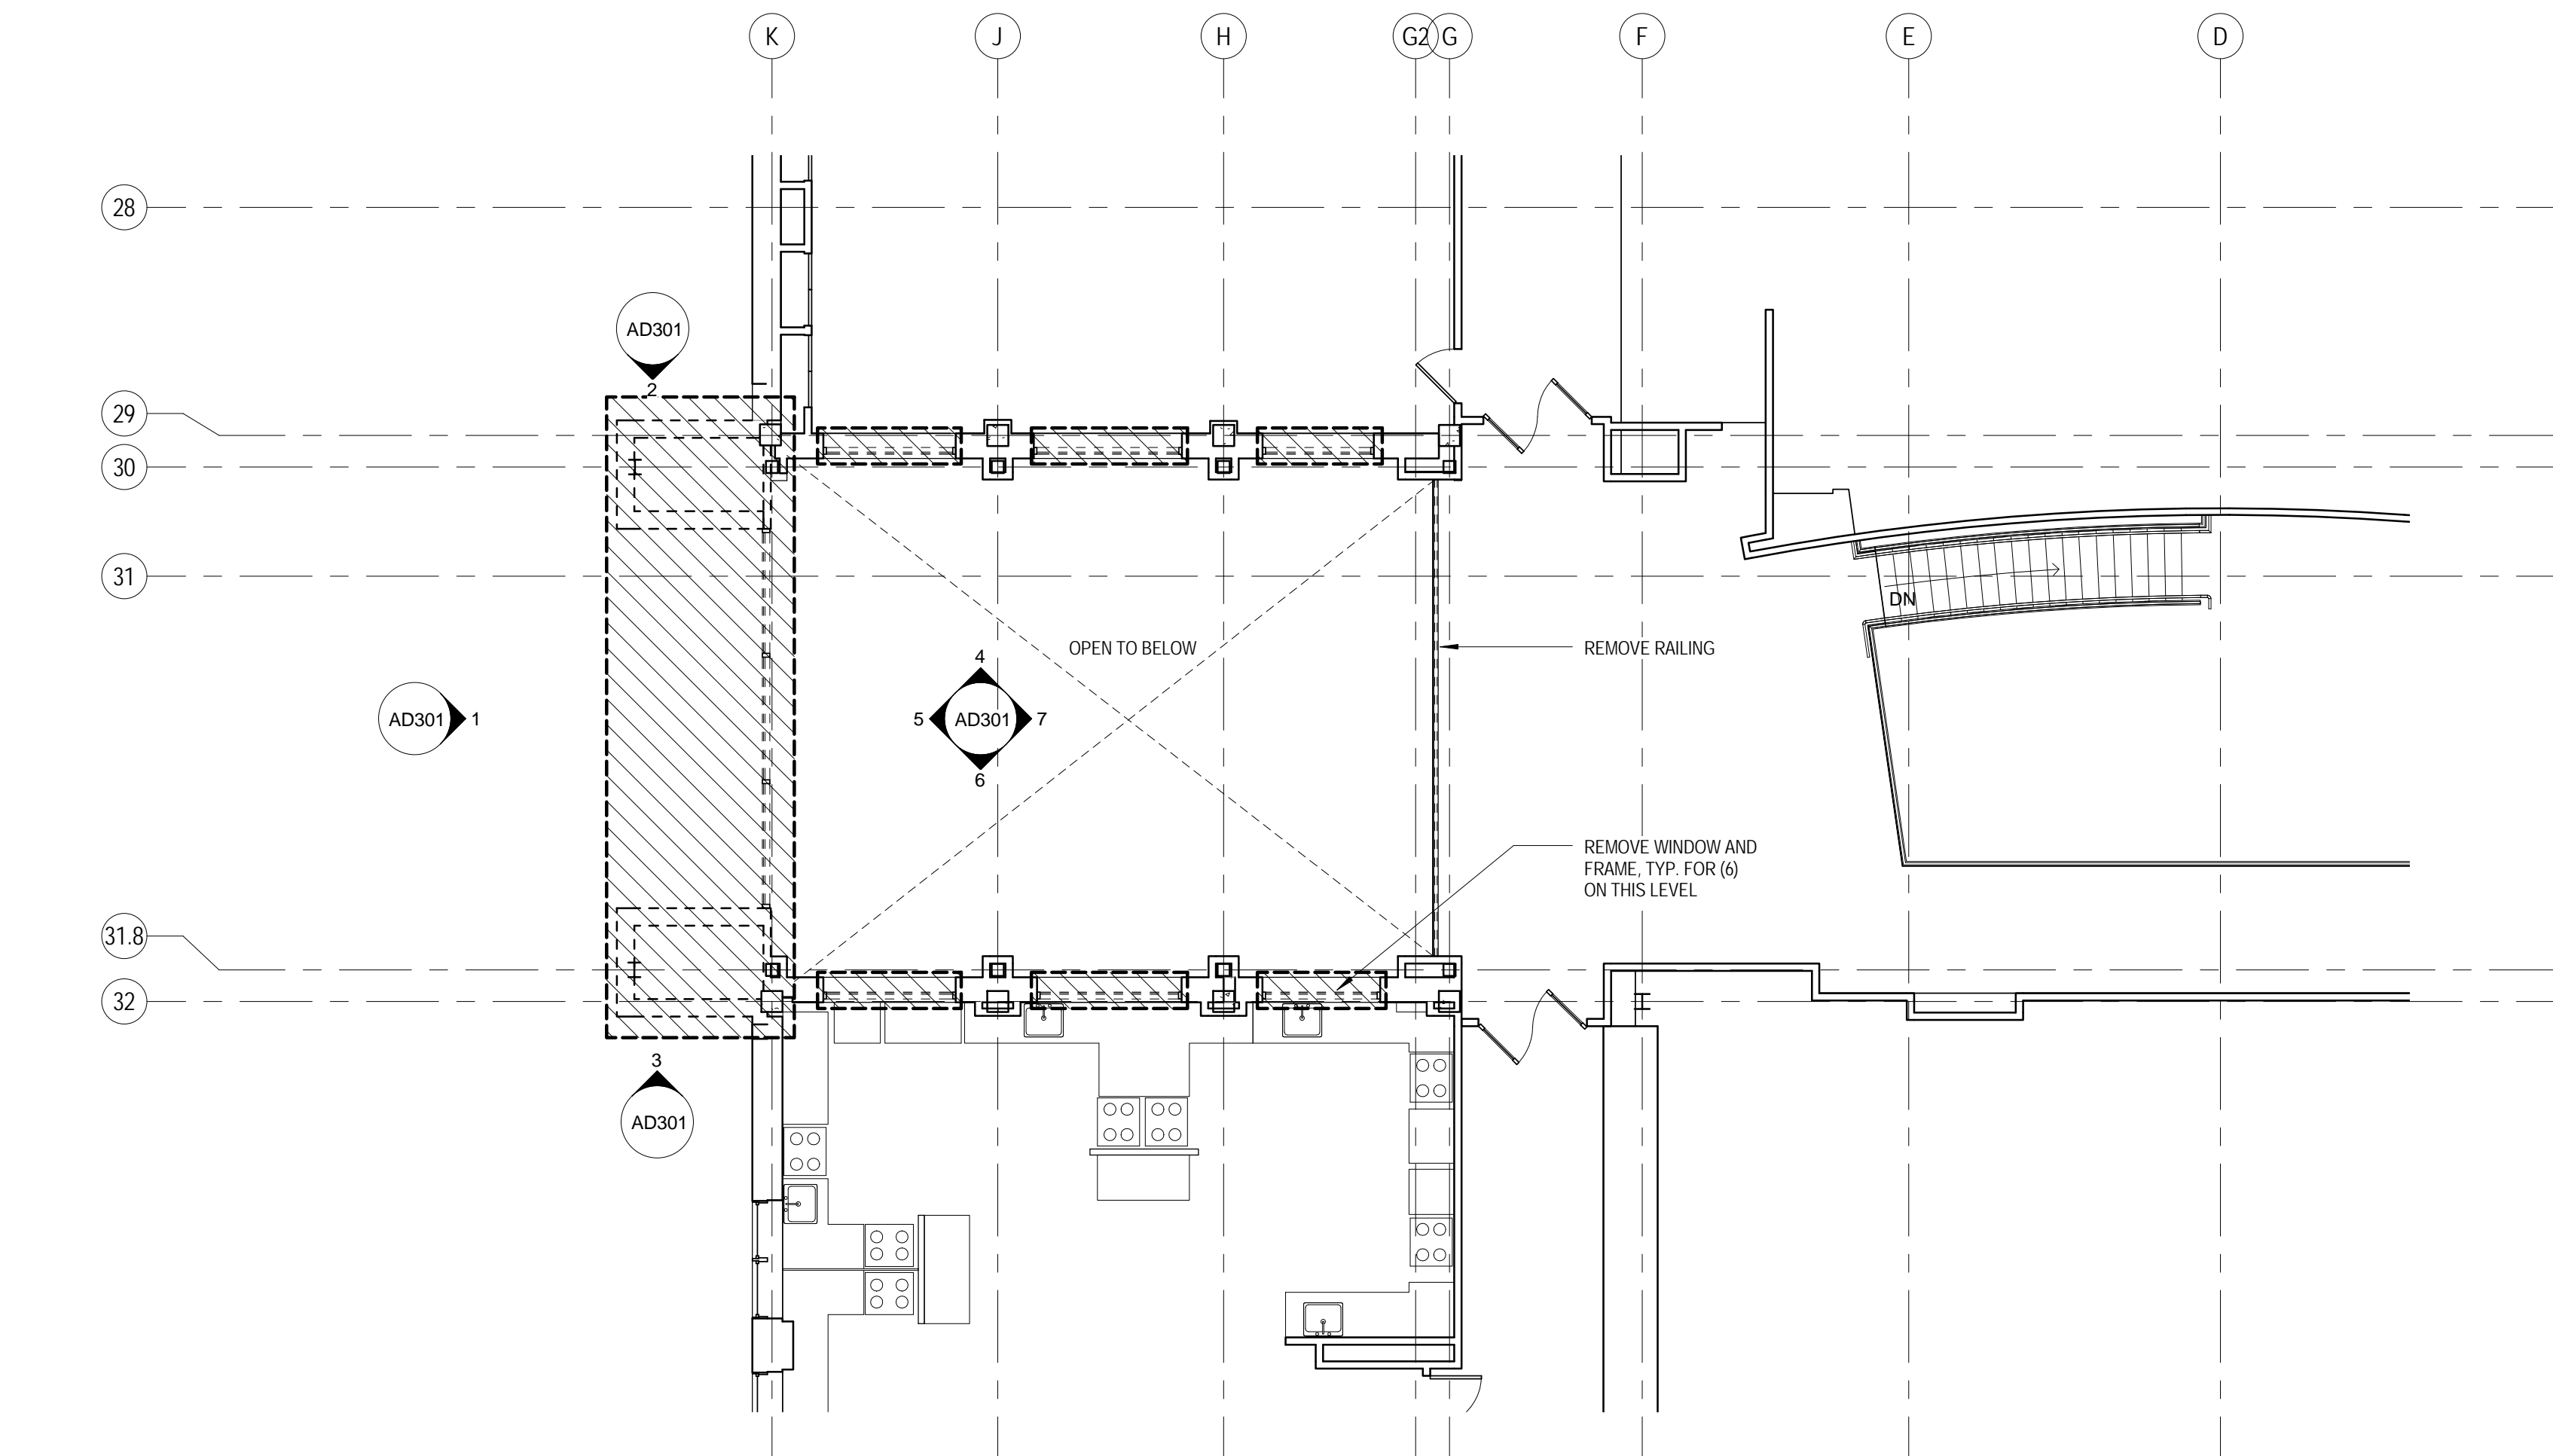 K
J
H
G2
G
F
E
D
28
AD301
2
29
30
31
OPEN TO BELOW
REMOVE RAILING
DN
4
5
AD301
7
6
AD301
1
REMOVE WINDOW AND
FRAME, TYP. FOR (6)
ON THIS LEVEL
31.8
32
3
AD301